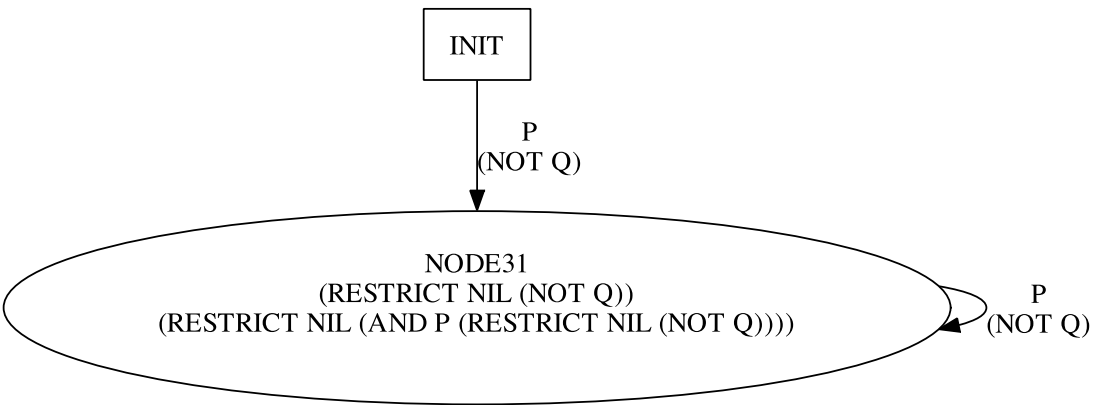 INIT
P
(NOT Q)
NODE31
(RESTRICT NIL (NOT Q))
(RESTRICT NIL (AND P (RESTRICT NIL (NOT Q))))
P
(NOT Q)